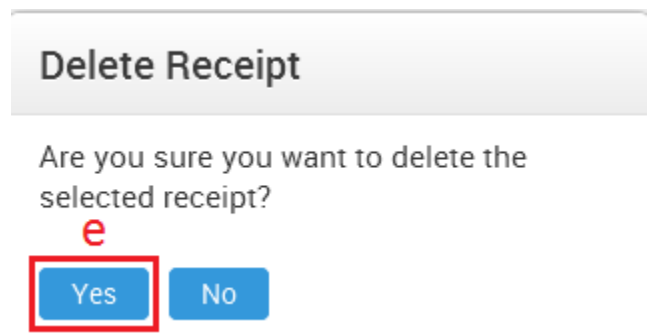 Delete Receipt
Are you sure you want to delete the
selected receipt?
e
Yes No